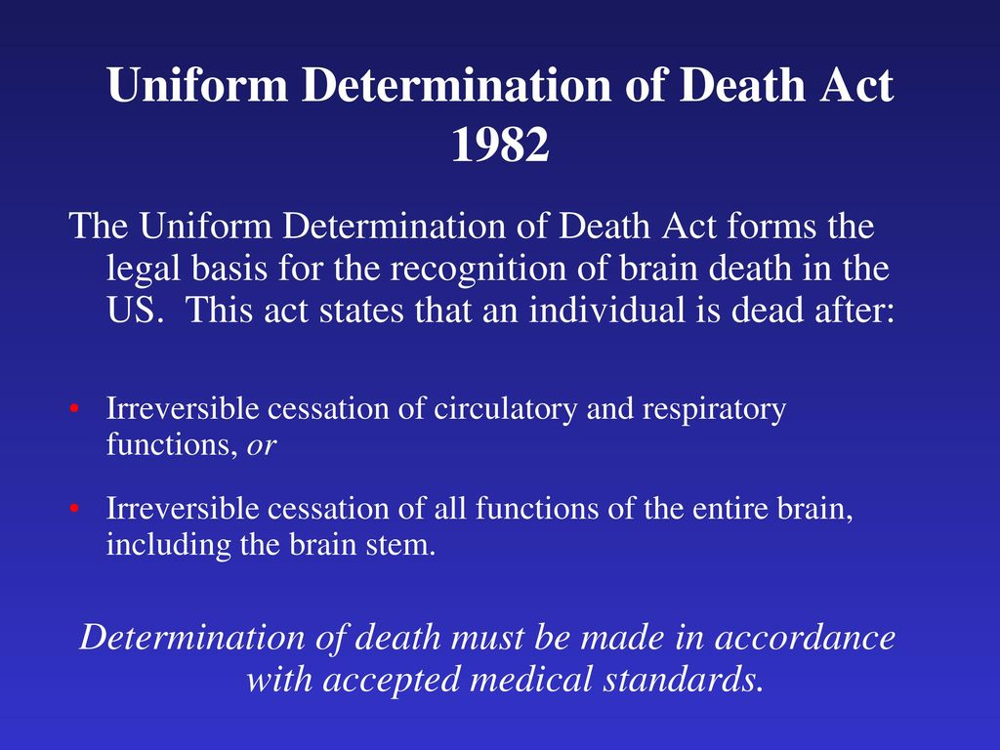 Uniform Determination of Death Act
1982
The Uniform Determination of Death Act forms the
legal basis for the recognition of brain death in the
US.  This act states that an individual is dead after:
• Irreversible cessation of circulatory and respiratory
functions, or
• Irreversible cessation of all functions of the entire brain,
including the brain stem.
Determination of death must be made in accordance
with accepted medical standards.